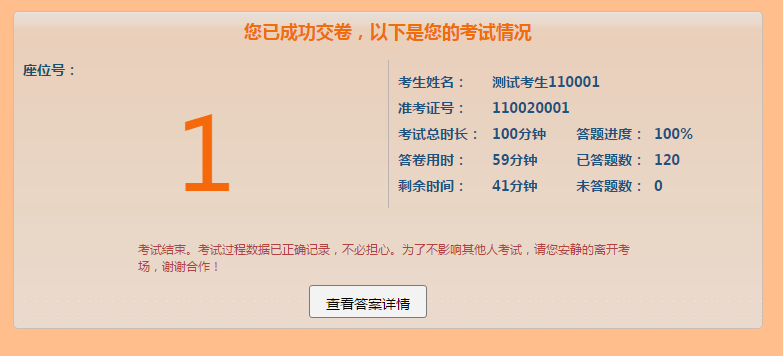 您已成功交卷，以下是您的考试情况
座位号：
1
考生姓名： 测试考生110001
准考证号： 110020001
考试总时长： 100分钟 答题进度： 100%
答卷用时： 59分钟 已答题数： 120
剩余时间： 41分钟 未答题数： 0
考试结束。考试过程数据已正确记录，不必担心。为了不影响其他人考试，请您安静的离开考
场，谢谢合作！
查看答案详情